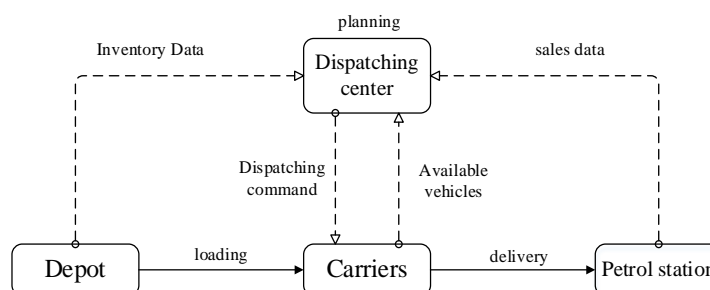 planning
Inventory Data
sales data
Dispatching
center
Dispatching
command
Available
vehicles
loading
delivery
Depot
Carriers
Petrol station